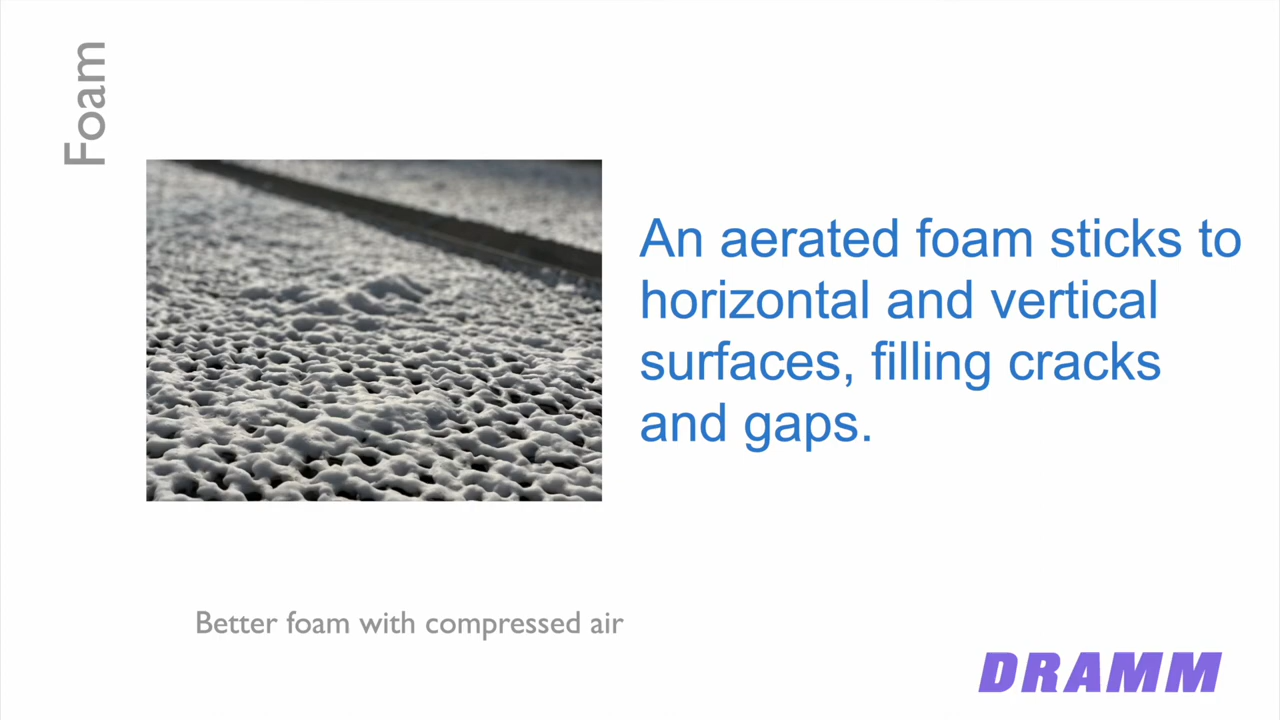 Foam
An aerated foam sticks to
horizontal and vertical
surfaces, filling cracks
and gaps.
Better foam with compressed air
DRAMM